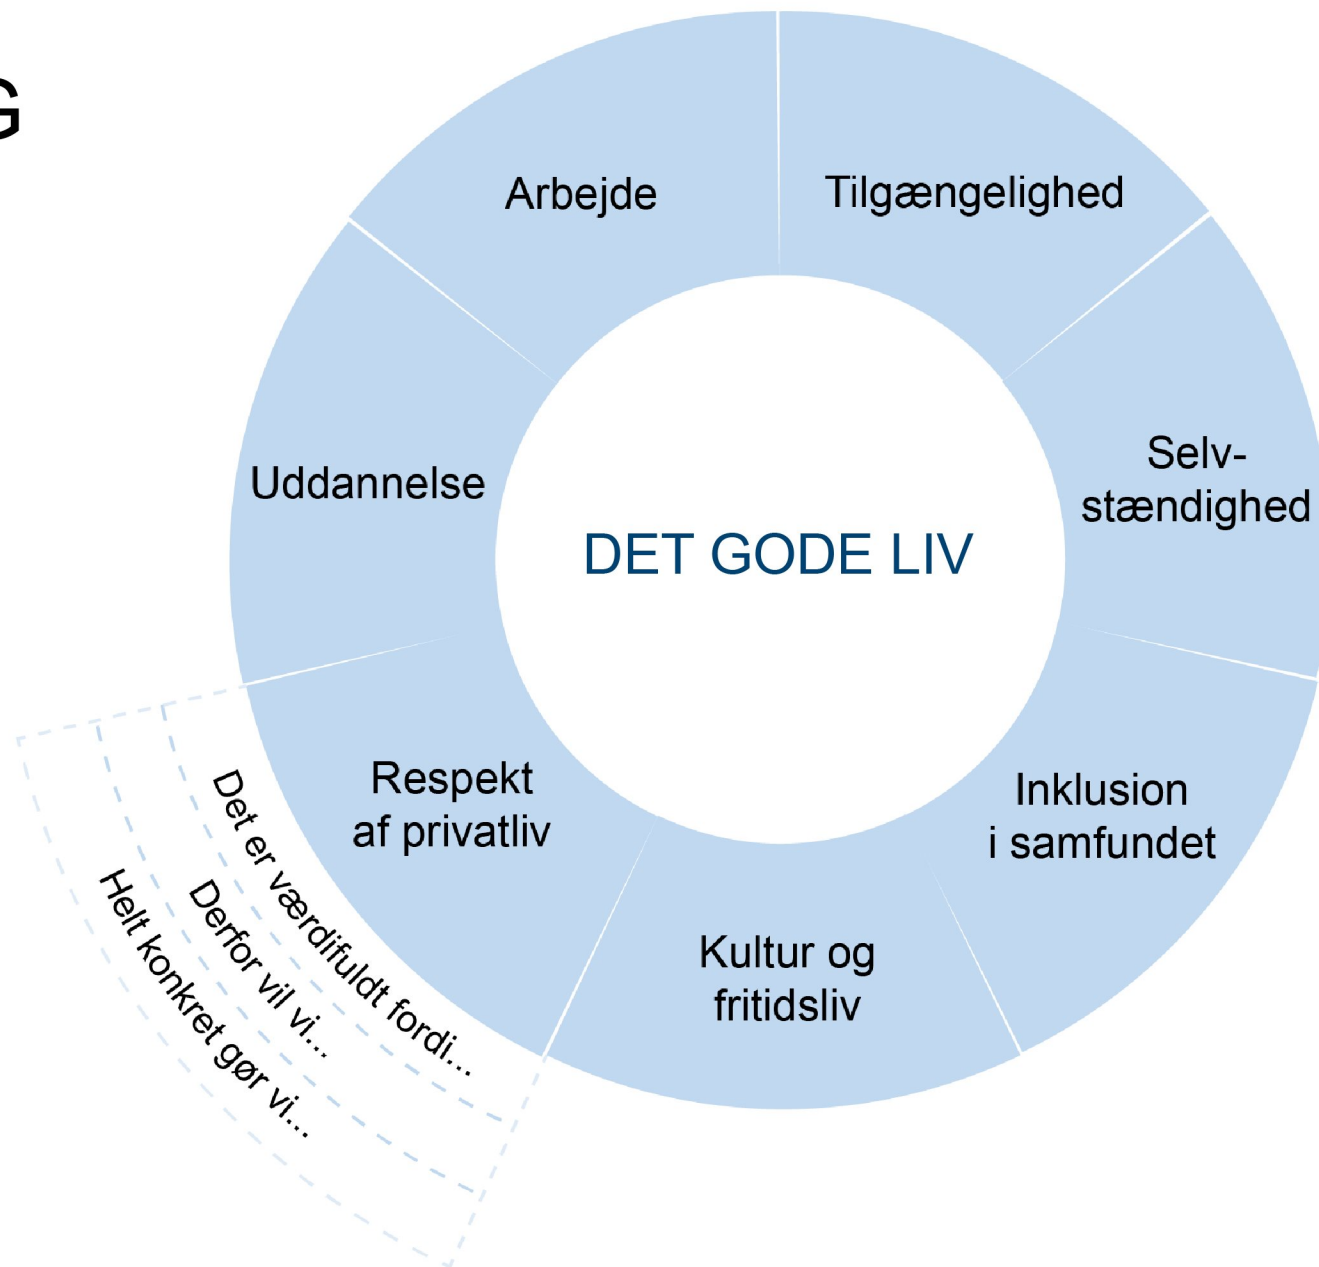 G
Arbejde
Tilgængelighed
Uddannelse
Selv-
stændighed
DET GODE LIV
Respekt
af privatliv
Inklusion
i samfundet
Kultur og
fritidsliv
Det er værdifuldt fordi...
Derfor vil vi...
Helt konkret gør vi...